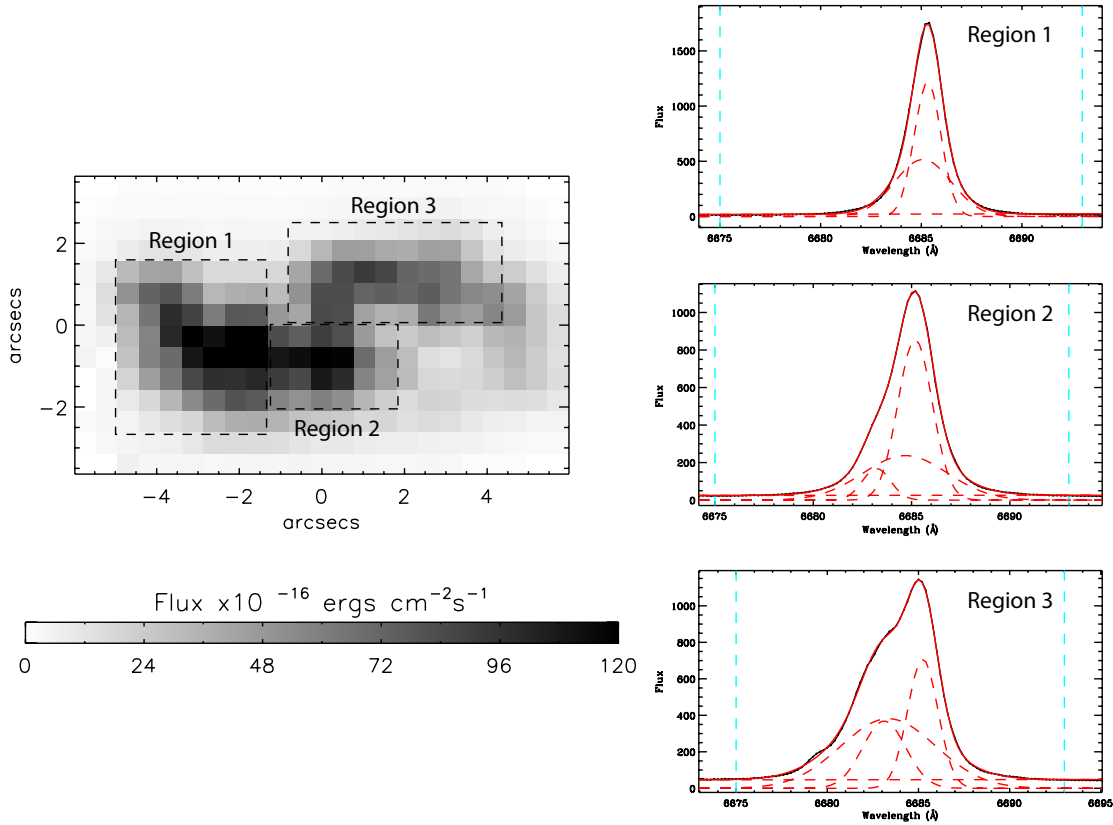 Region 3
Region 1
Region 2
2
0
−2
arcsecs
−4
−2
0
2
4
arcsecs
Flux x10 −16 ergs cm−2s−1
0
24
48
72
96
120
Region 1
1500
1000
500
0
Flux
6675
6680
6685
6690
Wavelength (Å)
Region 2
1000
800
600
400
200
0
Flux
6675
6680
6685
6690
Wavelength (Å)
Region 3
1000
800
600
400
200
0
Flux
6675
6680
6685
6690
6695
Wavelength (Å)